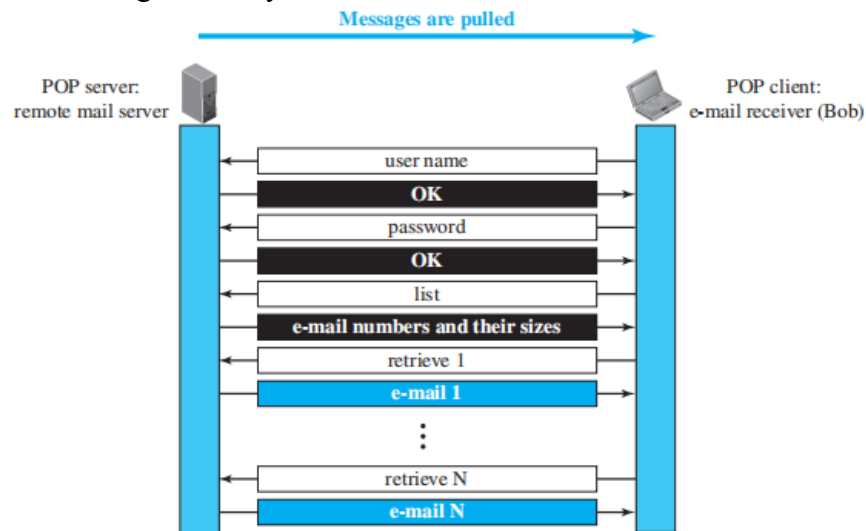 Messages are pulled
POP server:
remote mail server
POP client:
e-mail receiver (Bob)
user name
OK
password
OK
list
e-mail numbers and their sizes
retrieve 1
e-mail 1
retrieve N
e-mail N